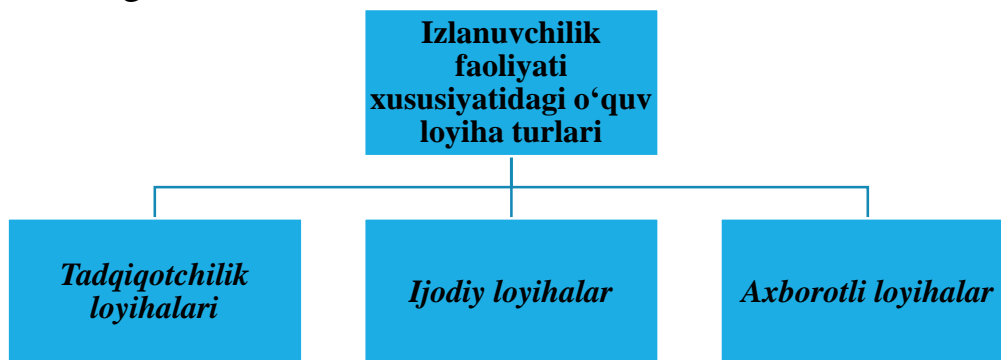 Izlanuvchilik
faoliyati
xususiyatidagi o‘quv
loyiha turlari
Tadqiqotchilik
loyihalari
Ijodiy loyihalar
Axborotli loyihalar